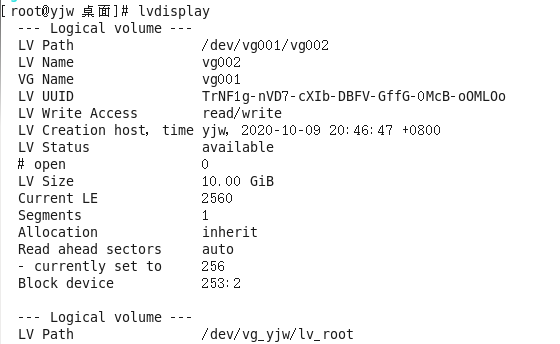 [root@yjw 桌面]# lvdisplay
--- Logical volume ---
LV Path                /dev/vg001/vg002
LV Name                vg002
VG Name                vg001
LV UUID                TrNF1g-nVD7-cXIb-DBFV-GffG-0McB-oOMLOo
LV Write Access        read/write
LV Creation host, time yjw, 2020-10-09 20:46:47 +0800
LV Status              available
# open                 0
LV Size                10.00 GiB
Current LE             2560
Segments               1
Allocation             inherit
Read ahead sectors     auto
- currently set to     256
Block device           253:2
--- Logical volume ---
LV Path                /dev/vg_yjw/lv_root